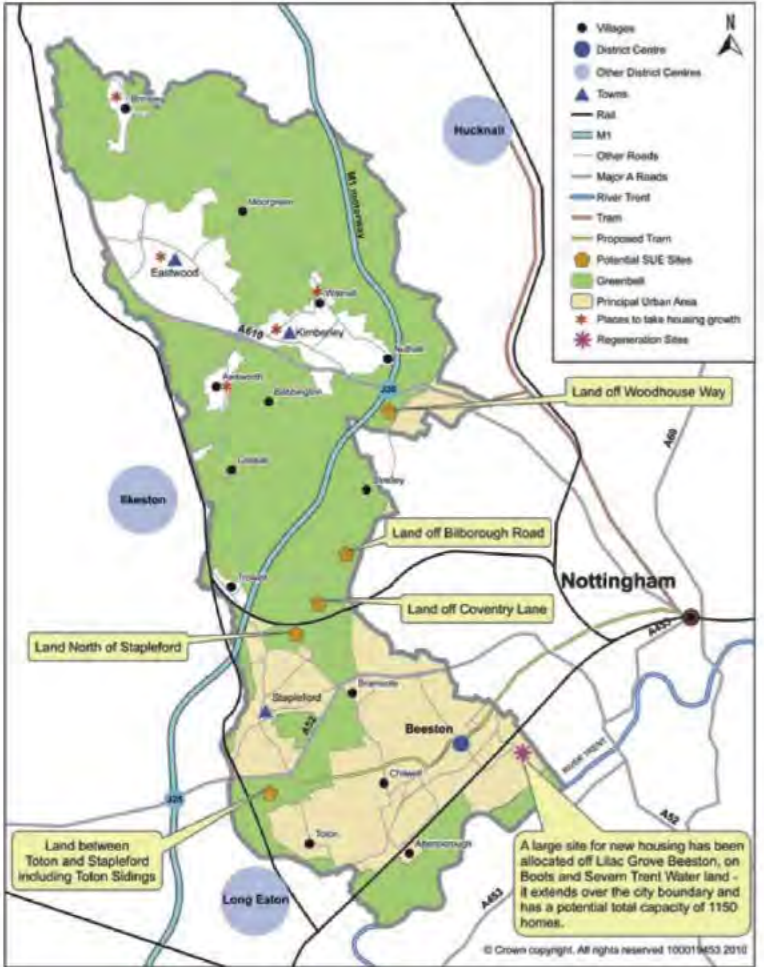 N
Villages
District Centre
Other District Centres
Towns
Rail
M1
Other Roads
Major A Roads
River Trent
Tram
Proposed Tram
Potential SUE Sites
Greenbelt
Principal Urban Area
Places to take housing growth
Regeneration Sites
Hucknall
Brinsley
Moorgreen
M1 motorway
Eastwood
Watnall
Kimberley
A610
Nuthall
Awsworth
Babbington
J26
Land off Woodhouse Way
A60
Cossall
Strelley
Ilkeston
Land off Bilborough Road
Trowell
Nottingham
Land off Coventry Lane
Land North of Stapleford
A453
Stapleford
Bramcote
A52
Beeston
RIVER TRENT
Chilwell
J25
A52
Toton
Attenborough
Land between
Toton and Stapleford
including Toton Sidings
A large site for new housing has been
allocated off Lilac Grove Beeston, on
Boots and Severn Trent Water land -
it extends over the city boundary and
has a potential total capacity of 1150
homes.
Long Eaton
A453
© Crown copyright. All rights reserved 100019453 2010